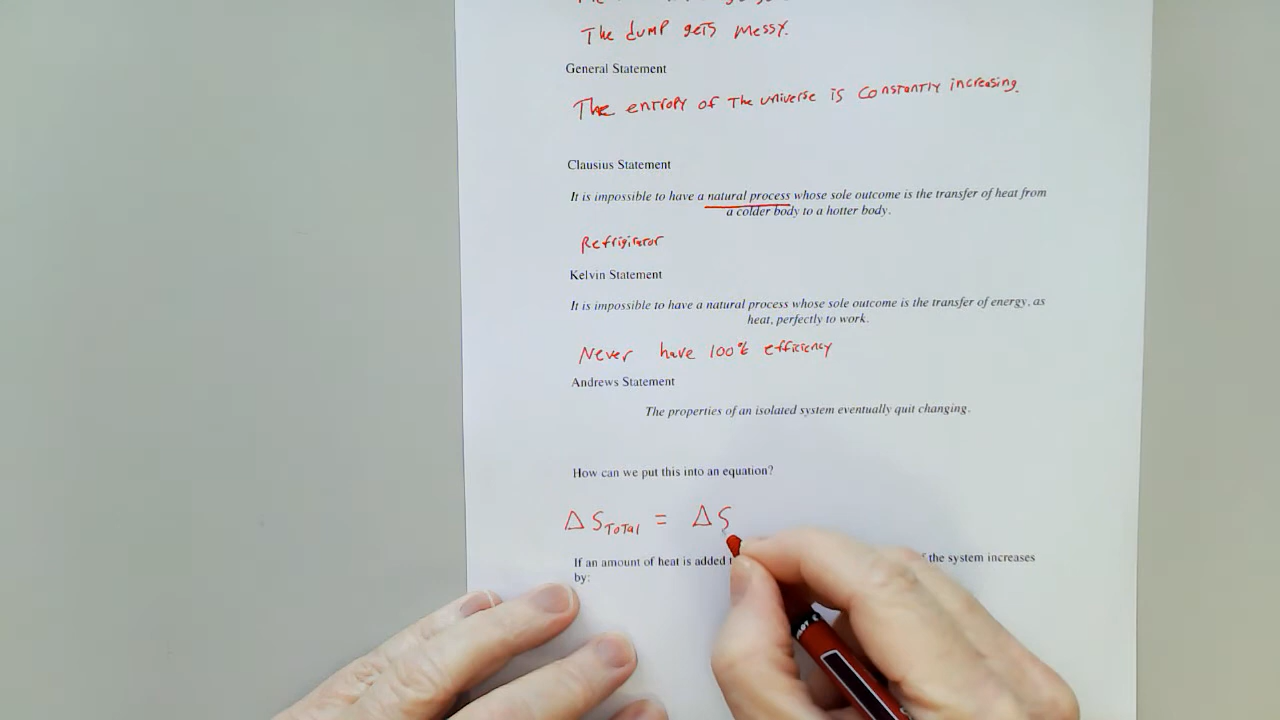 The dump gets messy.
General Statement
The entropy of the universe is constantly increasing.
Clausius Statement
It is impossible to have a natural process whose sole outcome is the transfer of heat from
a colder body to a hotter body.
Refrigirator
Kelvin Statement
It is impossible to have a natural process whose sole outcome is the transfer of energy, as
heat, perfectly to work.
Never have 100% efficiency
Andrews Statement
The properties of an isolated system eventually quit changing.
How can we put this into an equation?
Δ S_Total = Δ S
If an amount of heat is added the system increases
by:
PILOT